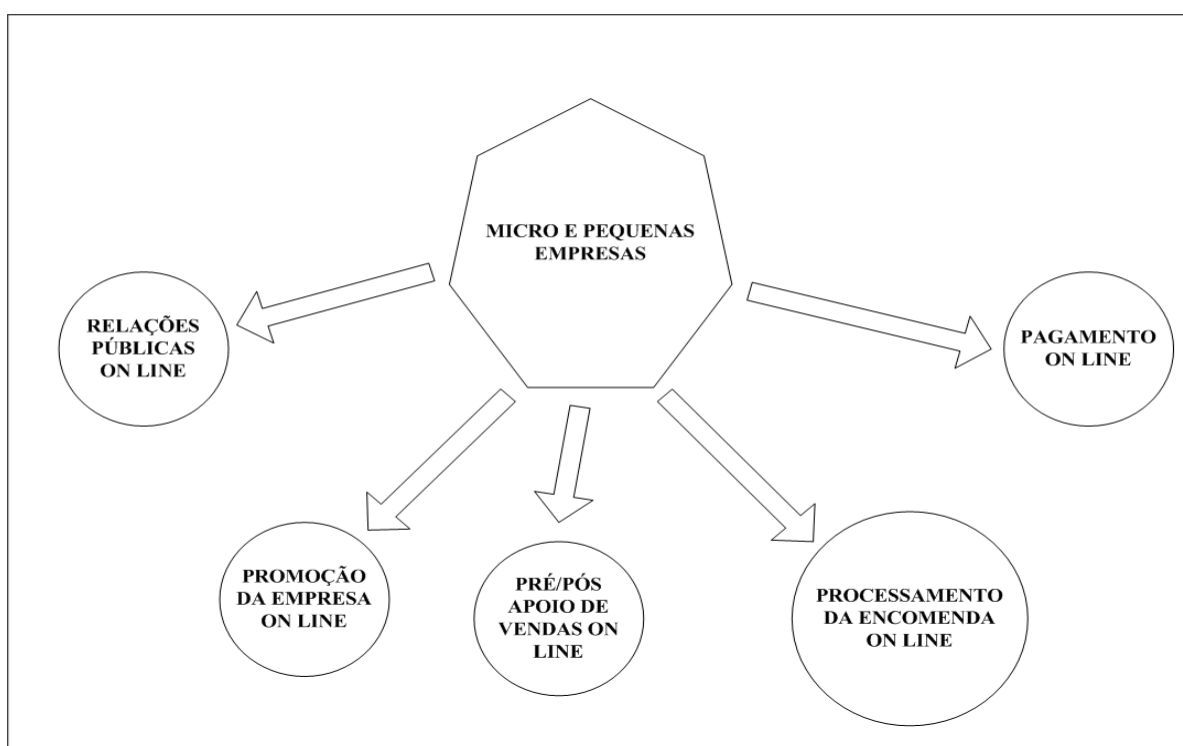 MICRO E PEQUENAS
EMPRESAS
RELAÇÕES
PÚBLICAS
ON LINE
PAGAMENTO
ON LINE
PROMOÇÃO
DA EMPRESA
ON LINE
PRÉ/PÓS
APOIO DE
VENDAS ON
LINE
PROCESSAMENTO
DA ENCOMENDA
ON LINE